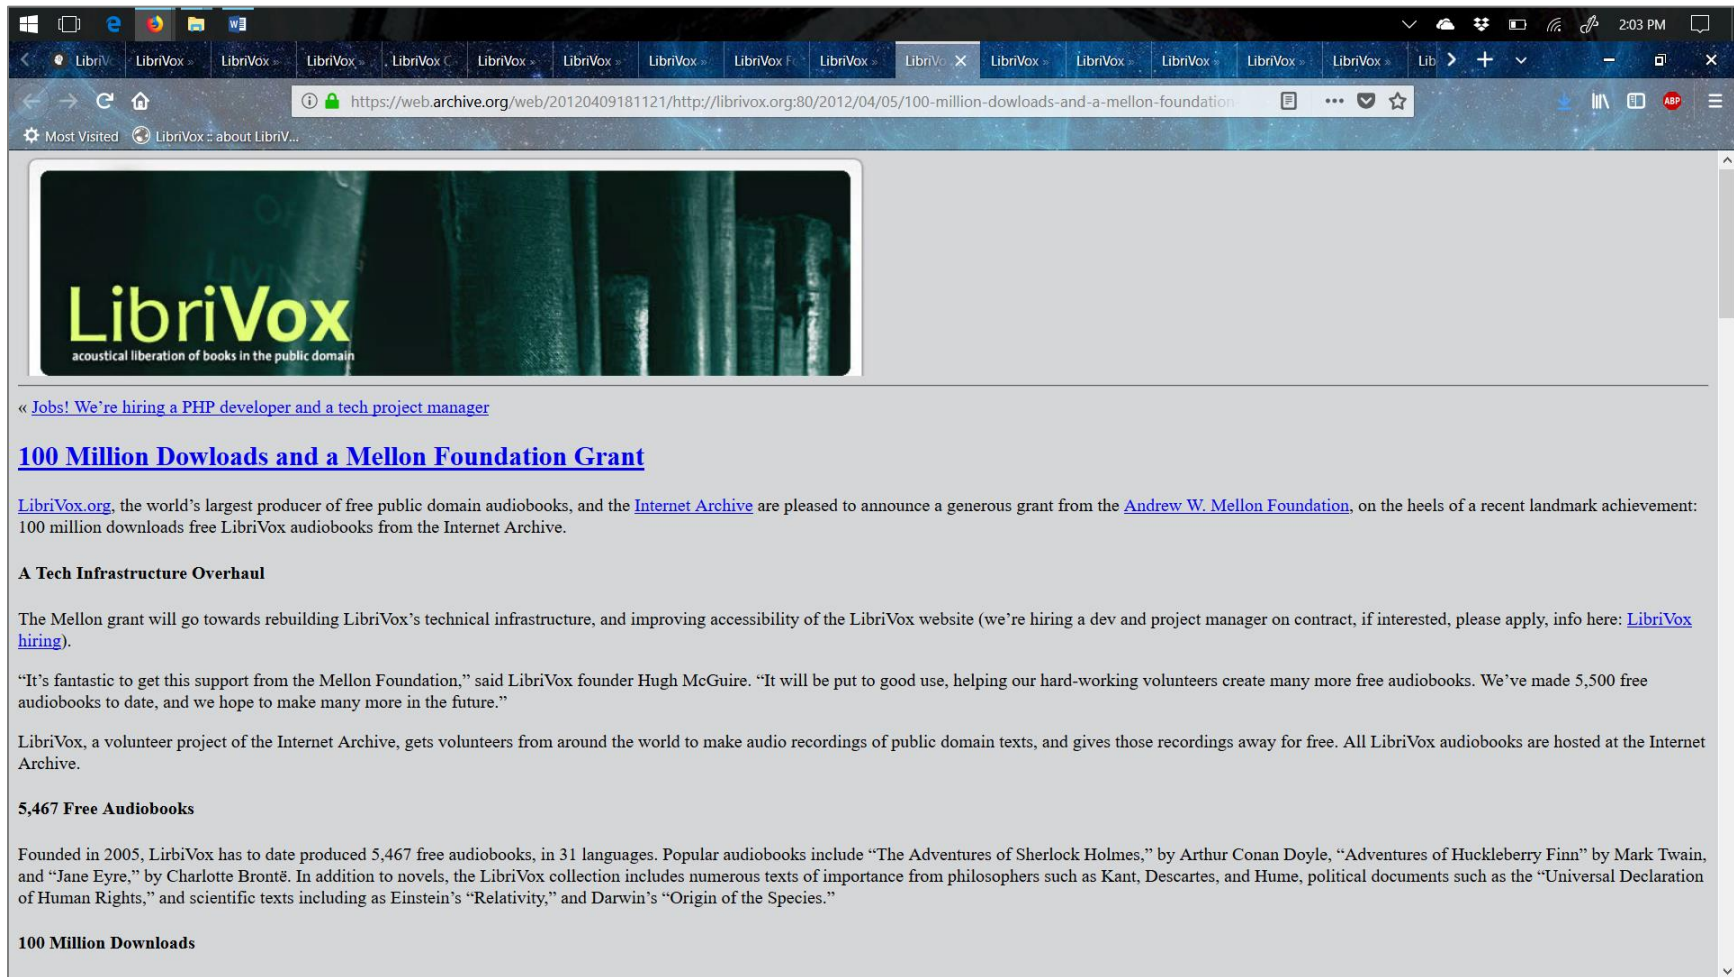 2:03 PM
LibriV
LibriVox »
LibriVox »
LibriVox »
LibriVox C
LibriVox »
LibriVox »
LibriVox »
LibriVox F
LibriVox »
LibriVo
LibriVox »
LibriVox »
LibriVox »
LibriVox »
LibriVox »
Lib
https://web.archive.org/web/20120409181121/http://librivox.org:80/2012/04/05/100-million-dowloads-and-a-mellon-foundation
ABP
Most Visited LibriVox :: about LibriV...
LibriVox
acoustical liberation of books in the public domain
« Jobs! We’re hiring a PHP developer and a tech project manager
100 Million Dowloads and a Mellon Foundation Grant
LibriVox.org, the world’s largest producer of free public domain audiobooks, and the Internet Archive are pleased to announce a generous grant from the Andrew W. Mellon Foundation, on the heels of a recent landmark achievement:
100 million downloads free LibriVox audiobooks from the Internet Archive.
A Tech Infrastructure Overhaul
The Mellon grant will go towards rebuilding LibriVox’s technical infrastructure, and improving accessibility of the LibriVox website (we’re hiring a dev and project manager on contract, if interested, please apply, info here: LibriVox
hiring).
“It’s fantastic to get this support from the Mellon Foundation,” said LibriVox founder Hugh McGuire. “It will be put to good use, helping our hard-working volunteers create many more free audiobooks. We’ve made 5,500 free
audiobooks to date, and we hope to make many more in the future.”
LibriVox, a volunteer project of the Internet Archive, gets volunteers from around the world to make audio recordings of public domain texts, and gives those recordings away for free. All LibriVox audiobooks are hosted at the Internet
Archive.
5,467 Free Audiobooks
Founded in 2005, LirbiVox has to date produced 5,467 free audiobooks, in 31 languages. Popular audiobooks include “The Adventures of Sherlock Holmes,” by Arthur Conan Doyle, “Adventures of Huckleberry Finn” by Mark Twain,
and “Jane Eyre,” by Charlotte Brontë. In addition to novels, the LibriVox collection includes numerous texts of importance from philosophers such as Kant, Descartes, and Hume, political documents such as the “Universal Declaration
of Human Rights,” and scientific texts including as Einstein’s “Relativity,” and Darwin’s “Origin of the Species.”
100 Million Downloads